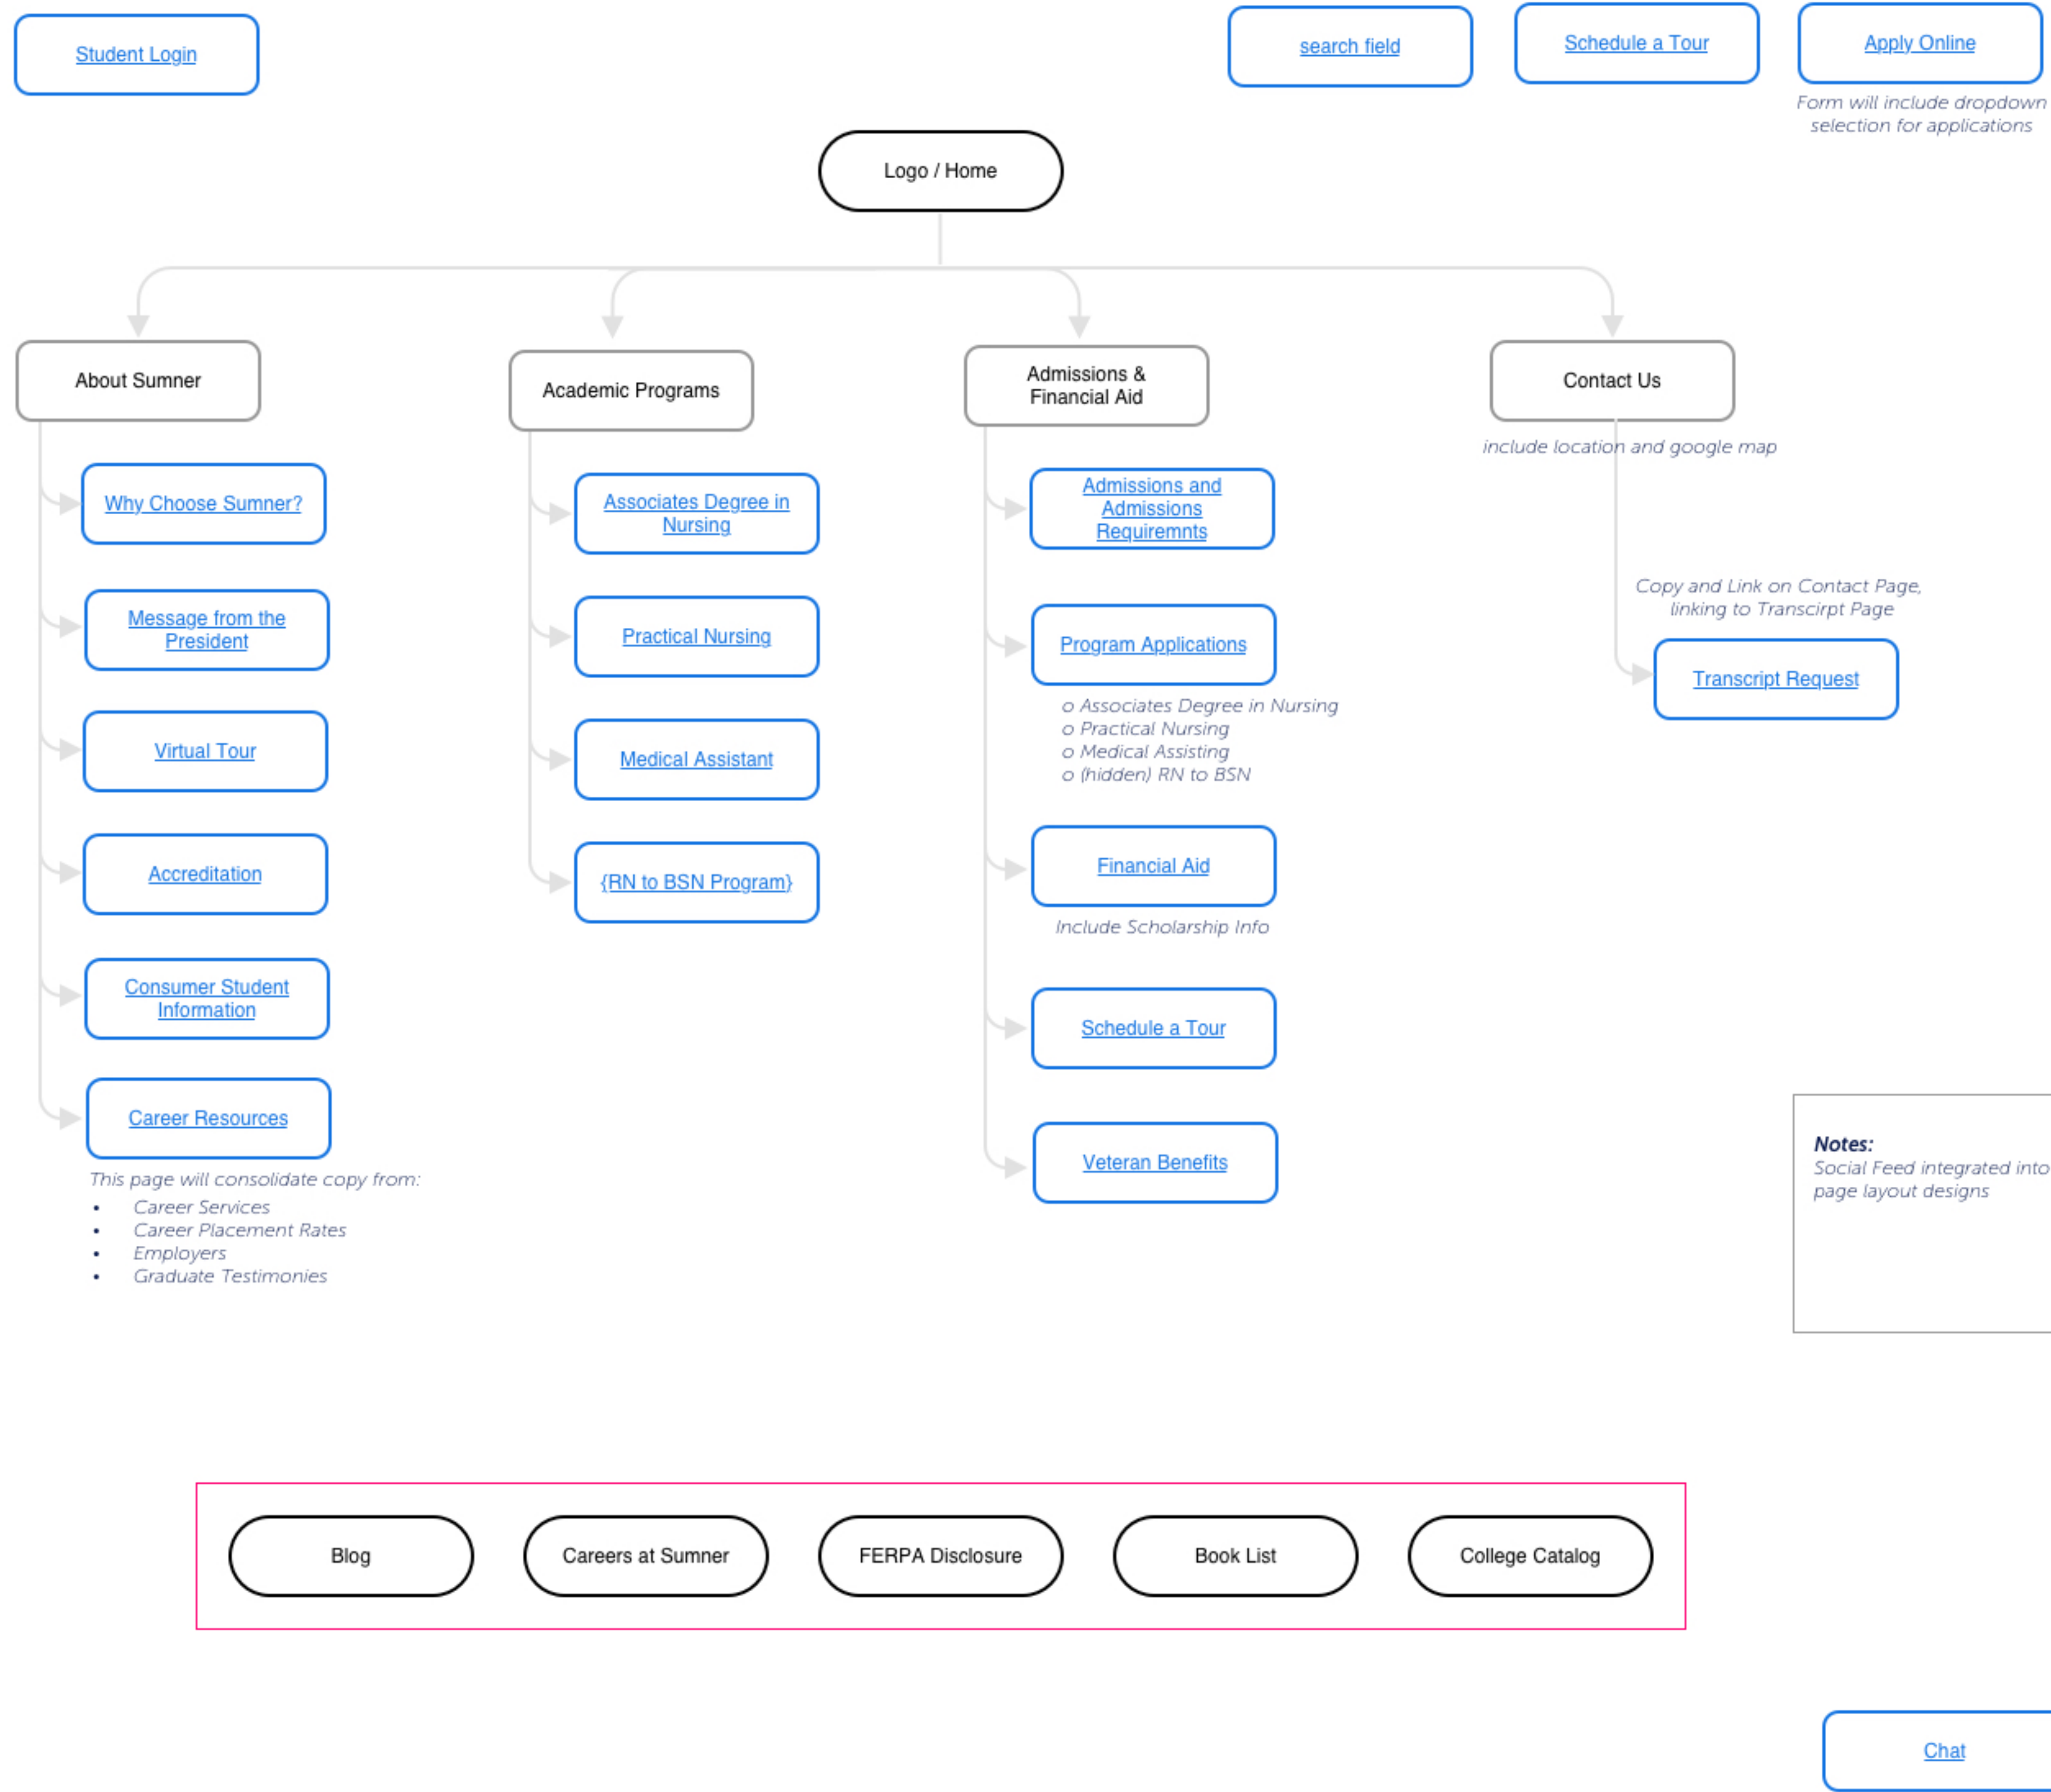 Student Login
search field
Schedule a Tour
Apply Online
Form will include dropdown
selection for applications
Logo / Home
About Sumner
Why Choose Sumner?
Message from the
President
Virtual Tour
Accreditation
Consumer Student
Information
Career Resources
This page will consolidate copy from:
• Career Services
• Career Placement Rates
• Employers
• Graduate Testimonies
Academic Programs
Associates Degree in
Nursing
Practical Nursing
Medical Assistant
{RN to BSN Program}
Admissions &
Financial Aid
Admissions and
Admissions
Requiremnts
Program Applications
o Associates Degree in Nursing
o Practical Nursing
o Medical Assisting
o (hidden) RN to BSN
Financial Aid
Include Scholarship Info
Schedule a Tour
Veteran Benefits
Contact Us
include location and google map
Copy and Link on Contact Page,
linking to Transcirpt Page
Transcript Request
Notes:
Social Feed integrated into
page layout designs
Blog
Careers at Sumner
FERPA Disclosure
Book List
College Catalog
Chat